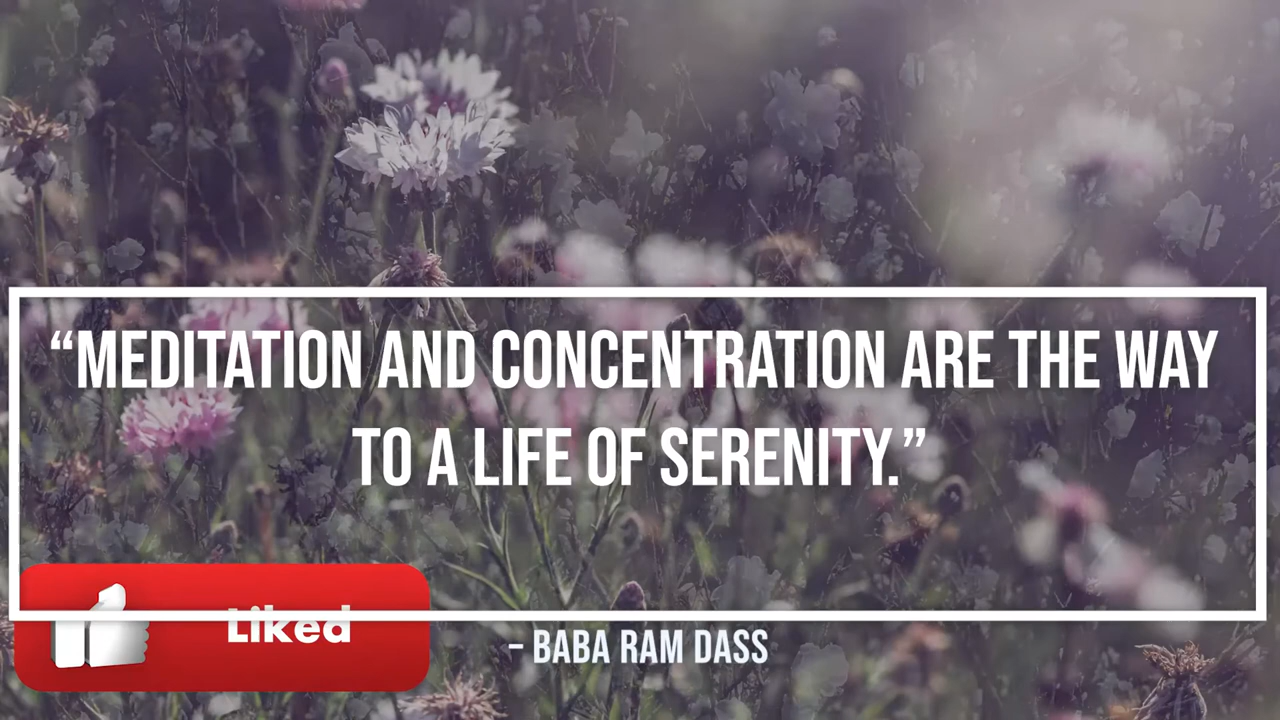 “MEDITATION AND CONCENTRATION ARE THE WAY
TO A LIFE OF SERENITY.”
Liked
– BABA RAM DASS